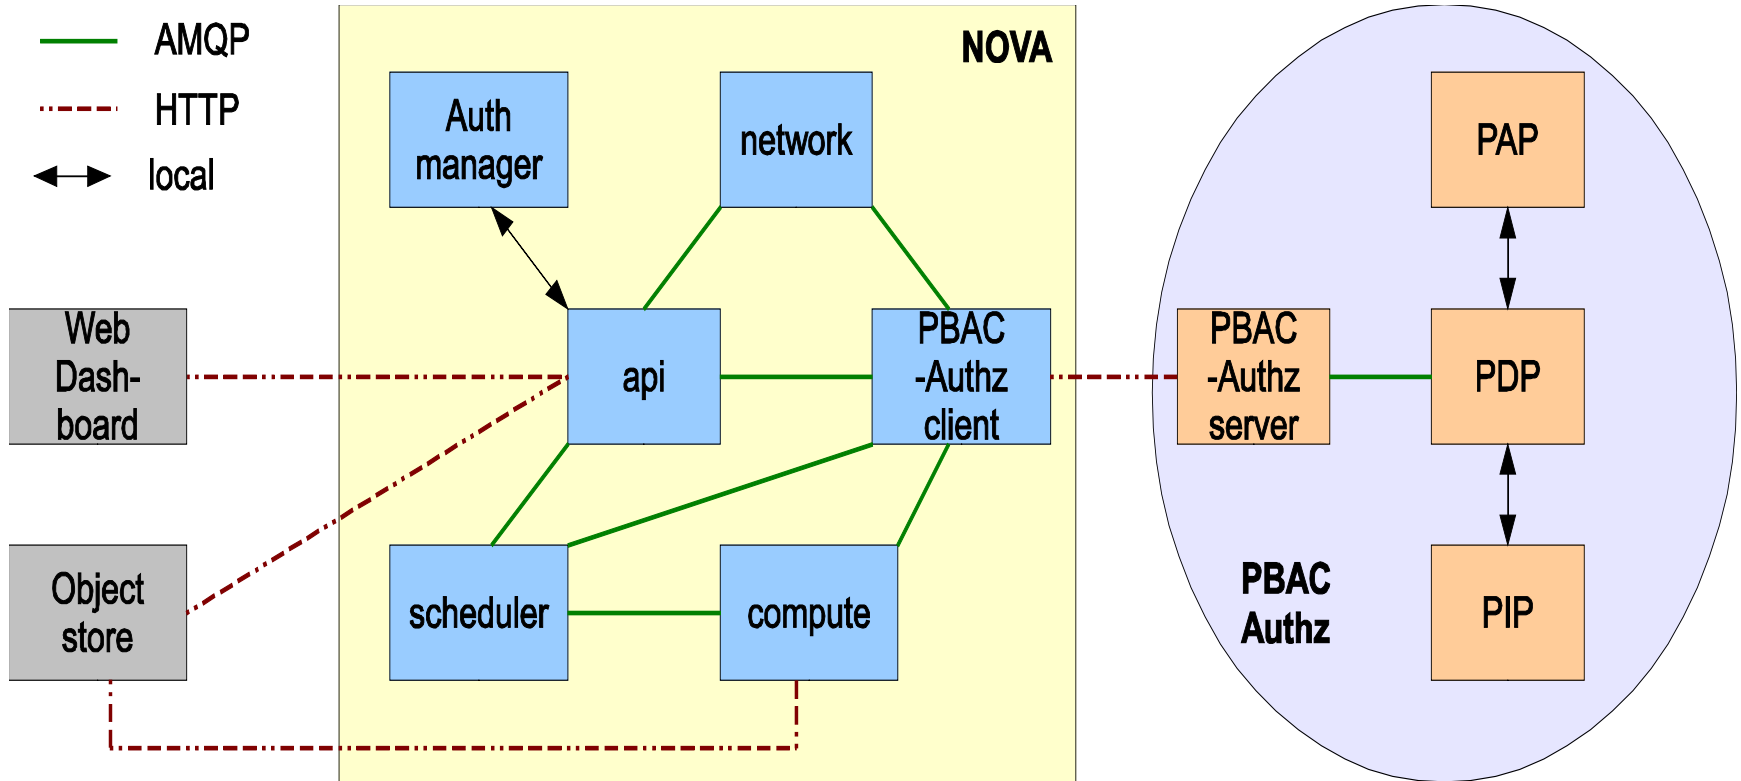 AMQP
HTTP
local
NOVA
Auth
manager
network
PAP
Web
Dash-
board
api
PBAC
-Authz
client
PBAC
-Authz
server
PDP
Object
store
scheduler
compute
PBAC
Authz
PIP